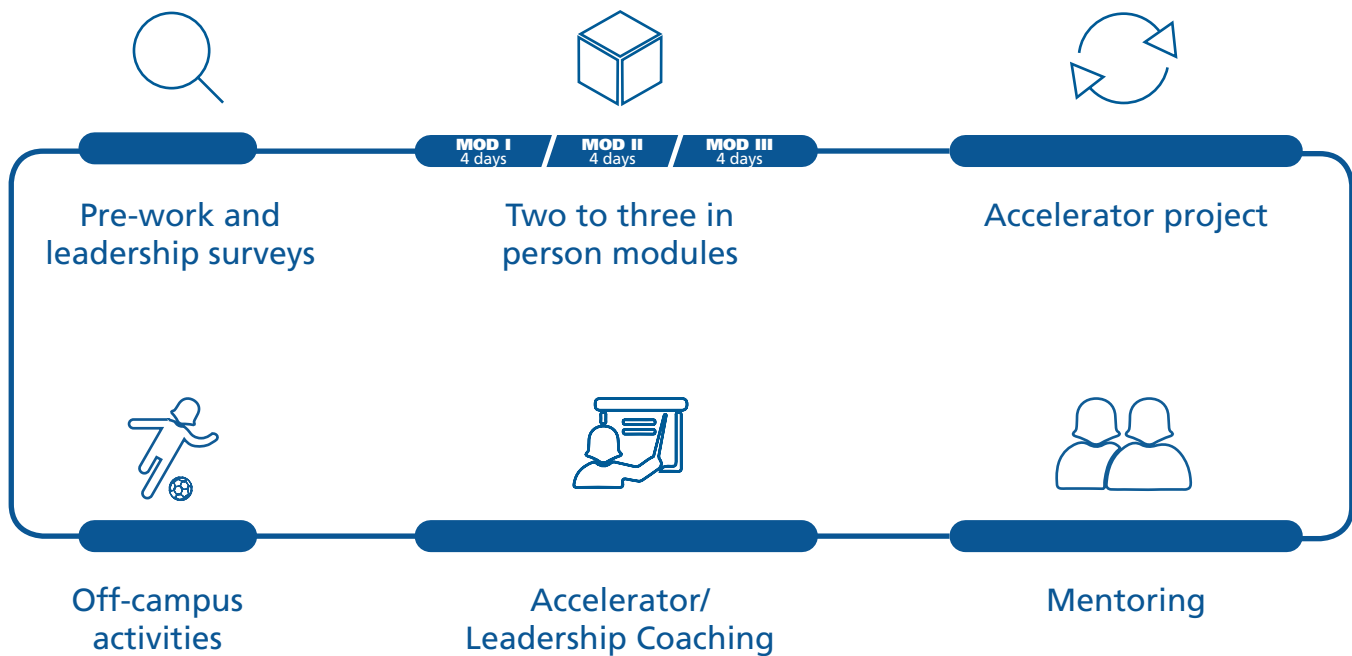 MOD I
4 days
MOD II
4 days
MOD III
4 days
Pre-work and
leadership surveys
Two to three in
person modules
Accelerator project
Off-campus
activities
Accelerator/
Leadership Coaching
Mentoring